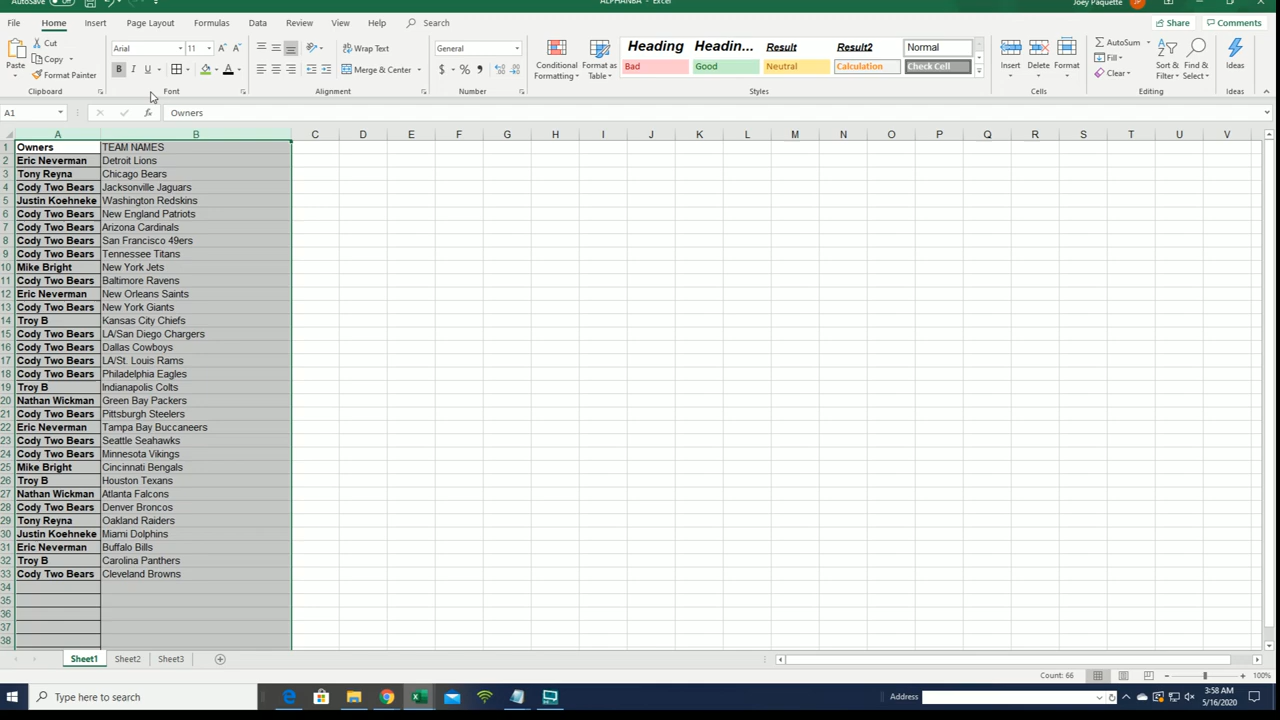 AutoSave Off ALPHANBA - Excel Joey Paquette JP
File Home Insert Page Layout Formulas Data Review View Help Search Share Comments
Paste Cut Copy Format Painter
Arial 11 A A B I U A
Wrap Text Merge & Center
General $ % 9
Conditional Formatting Format as Table
Heading Headin... Result Result2 Normal
Bad Good Neutral Calculation Check Cell
Insert Delete Format
AutoSum Fill Clear Sort & Filter Find & Select Ideas
Clipboard Font Alignment Number Styles Cells Editing Ideas
A1 fx Owners
A B C D E F G H I J K L M N O P Q R S T U V
1 Owners TEAM NAMES
2 Eric Neverman Detroit Lions
3 Tony Reyna Chicago Bears
4 Cody Two Bears Jacksonville Jaguars
5 Justin Koehneke Washington Redskins
6 Cody Two Bears New England Patriots
7 Cody Two Bears Arizona Cardinals
8 Cody Two Bears San Francisco 49ers
9 Cody Two Bears Tennessee Titans
10 Mike Bright New York Jets
11 Cody Two Bears Baltimore Ravens
12 Eric Neverman New Orleans Saints
13 Cody Two Bears New York Giants
14 Troy B Kansas City Chiefs
15 Cody Two Bears LA/San Diego Chargers
16 Cody Two Bears Dallas Cowboys
17 Cody Two Bears LA/St. Louis Rams
18 Cody Two Bears Philadelphia Eagles
19 Troy B Indianapolis Colts
20 Nathan Wickman Green Bay Packers
21 Cody Two Bears Pittsburgh Steelers
22 Eric Neverman Tampa Bay Buccaneers
23 Cody Two Bears Seattle Seahawks
24 Cody Two Bears Minnesota Vikings
25 Mike Bright Cincinnati Bengals
26 Troy B Houston Texans
27 Nathan Wickman Atlanta Falcons
28 Cody Two Bears Denver Broncos
29 Tony Reyna Oakland Raiders
30 Justin Koehneke Miami Dolphins
31 Eric Neverman Buffalo Bills
32 Troy B Carolina Panthers
33 Cody Two Bears Cleveland Browns
34
35
36
37
38
Sheet1 Sheet2 Sheet3
Count: 66 100%
Type here to search Address 3:58 AM
5/16/2020